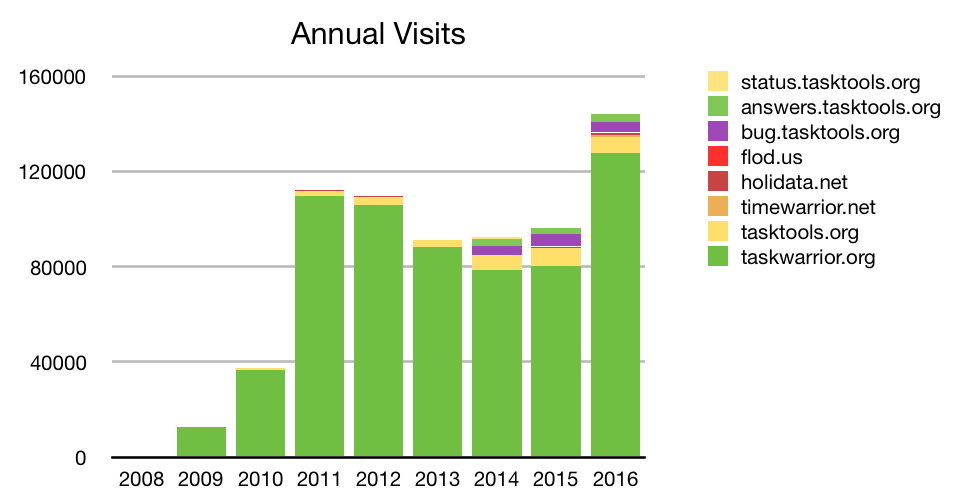 Annual Visits
160000
120000
80000
40000
0
2008 2009 2010 2011 2012 2013 2014 2015 2016
status.tasktools.org
answers.tasktools.org
bug.tasktools.org
flod.us
holidata.net
timewarrior.net
tasktools.org
taskwarrior.org